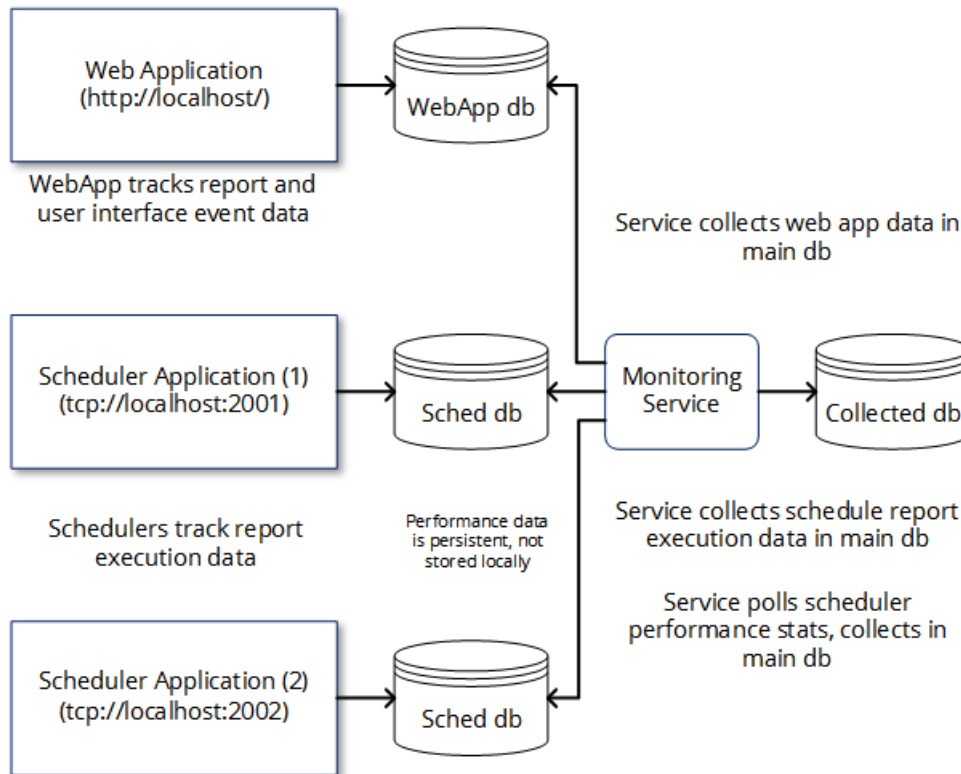 Web Application
(http://localhost/)
WebApp db
WebApp tracks report and
user interface event data
Service collects web app data in
main db
Scheduler Application (1)
(tcp://localhost:2001)
Sched db
Monitoring
Service
Collected db
Schedulers track report
execution data
Performance data
is persistent, not
stored locally
Service collects schedule report
execution data in main db
Service polls scheduler
performance stats, collects in
main db
Scheduler Application (2)
(tcp://localhost:2002)
Sched db